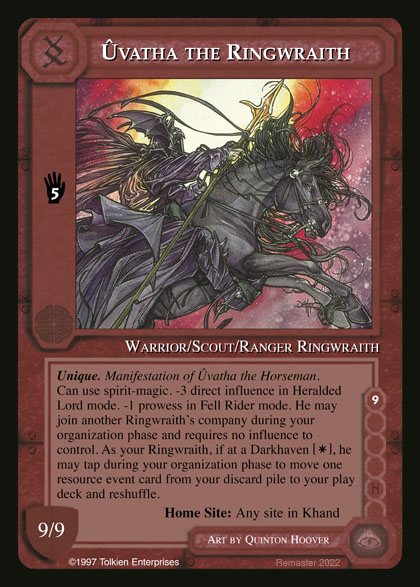 Ûvatha the Ringwraith
5
Warrior/Scout/Ranger Ringwraith
Unique. Manifestation of Ûvatha the Horseman.
Can use spirit-magic. -3 direct influence in Heralded
Lord mode. -1 prowess in Fell Rider mode. He may
join another Ringwraith's company during your
organization phase and requires no influence to
control. As your Ringwraith, if at a Darkhaven [✷], he
may tap during your organization phase to move one
resource event card from your discard pile to your play
deck and reshuffle.
Home Site: Any site in Khand
9
H
9/9
Art by Quinton Hoover
©1997 Tolkien Enterprises
Remaster 2022